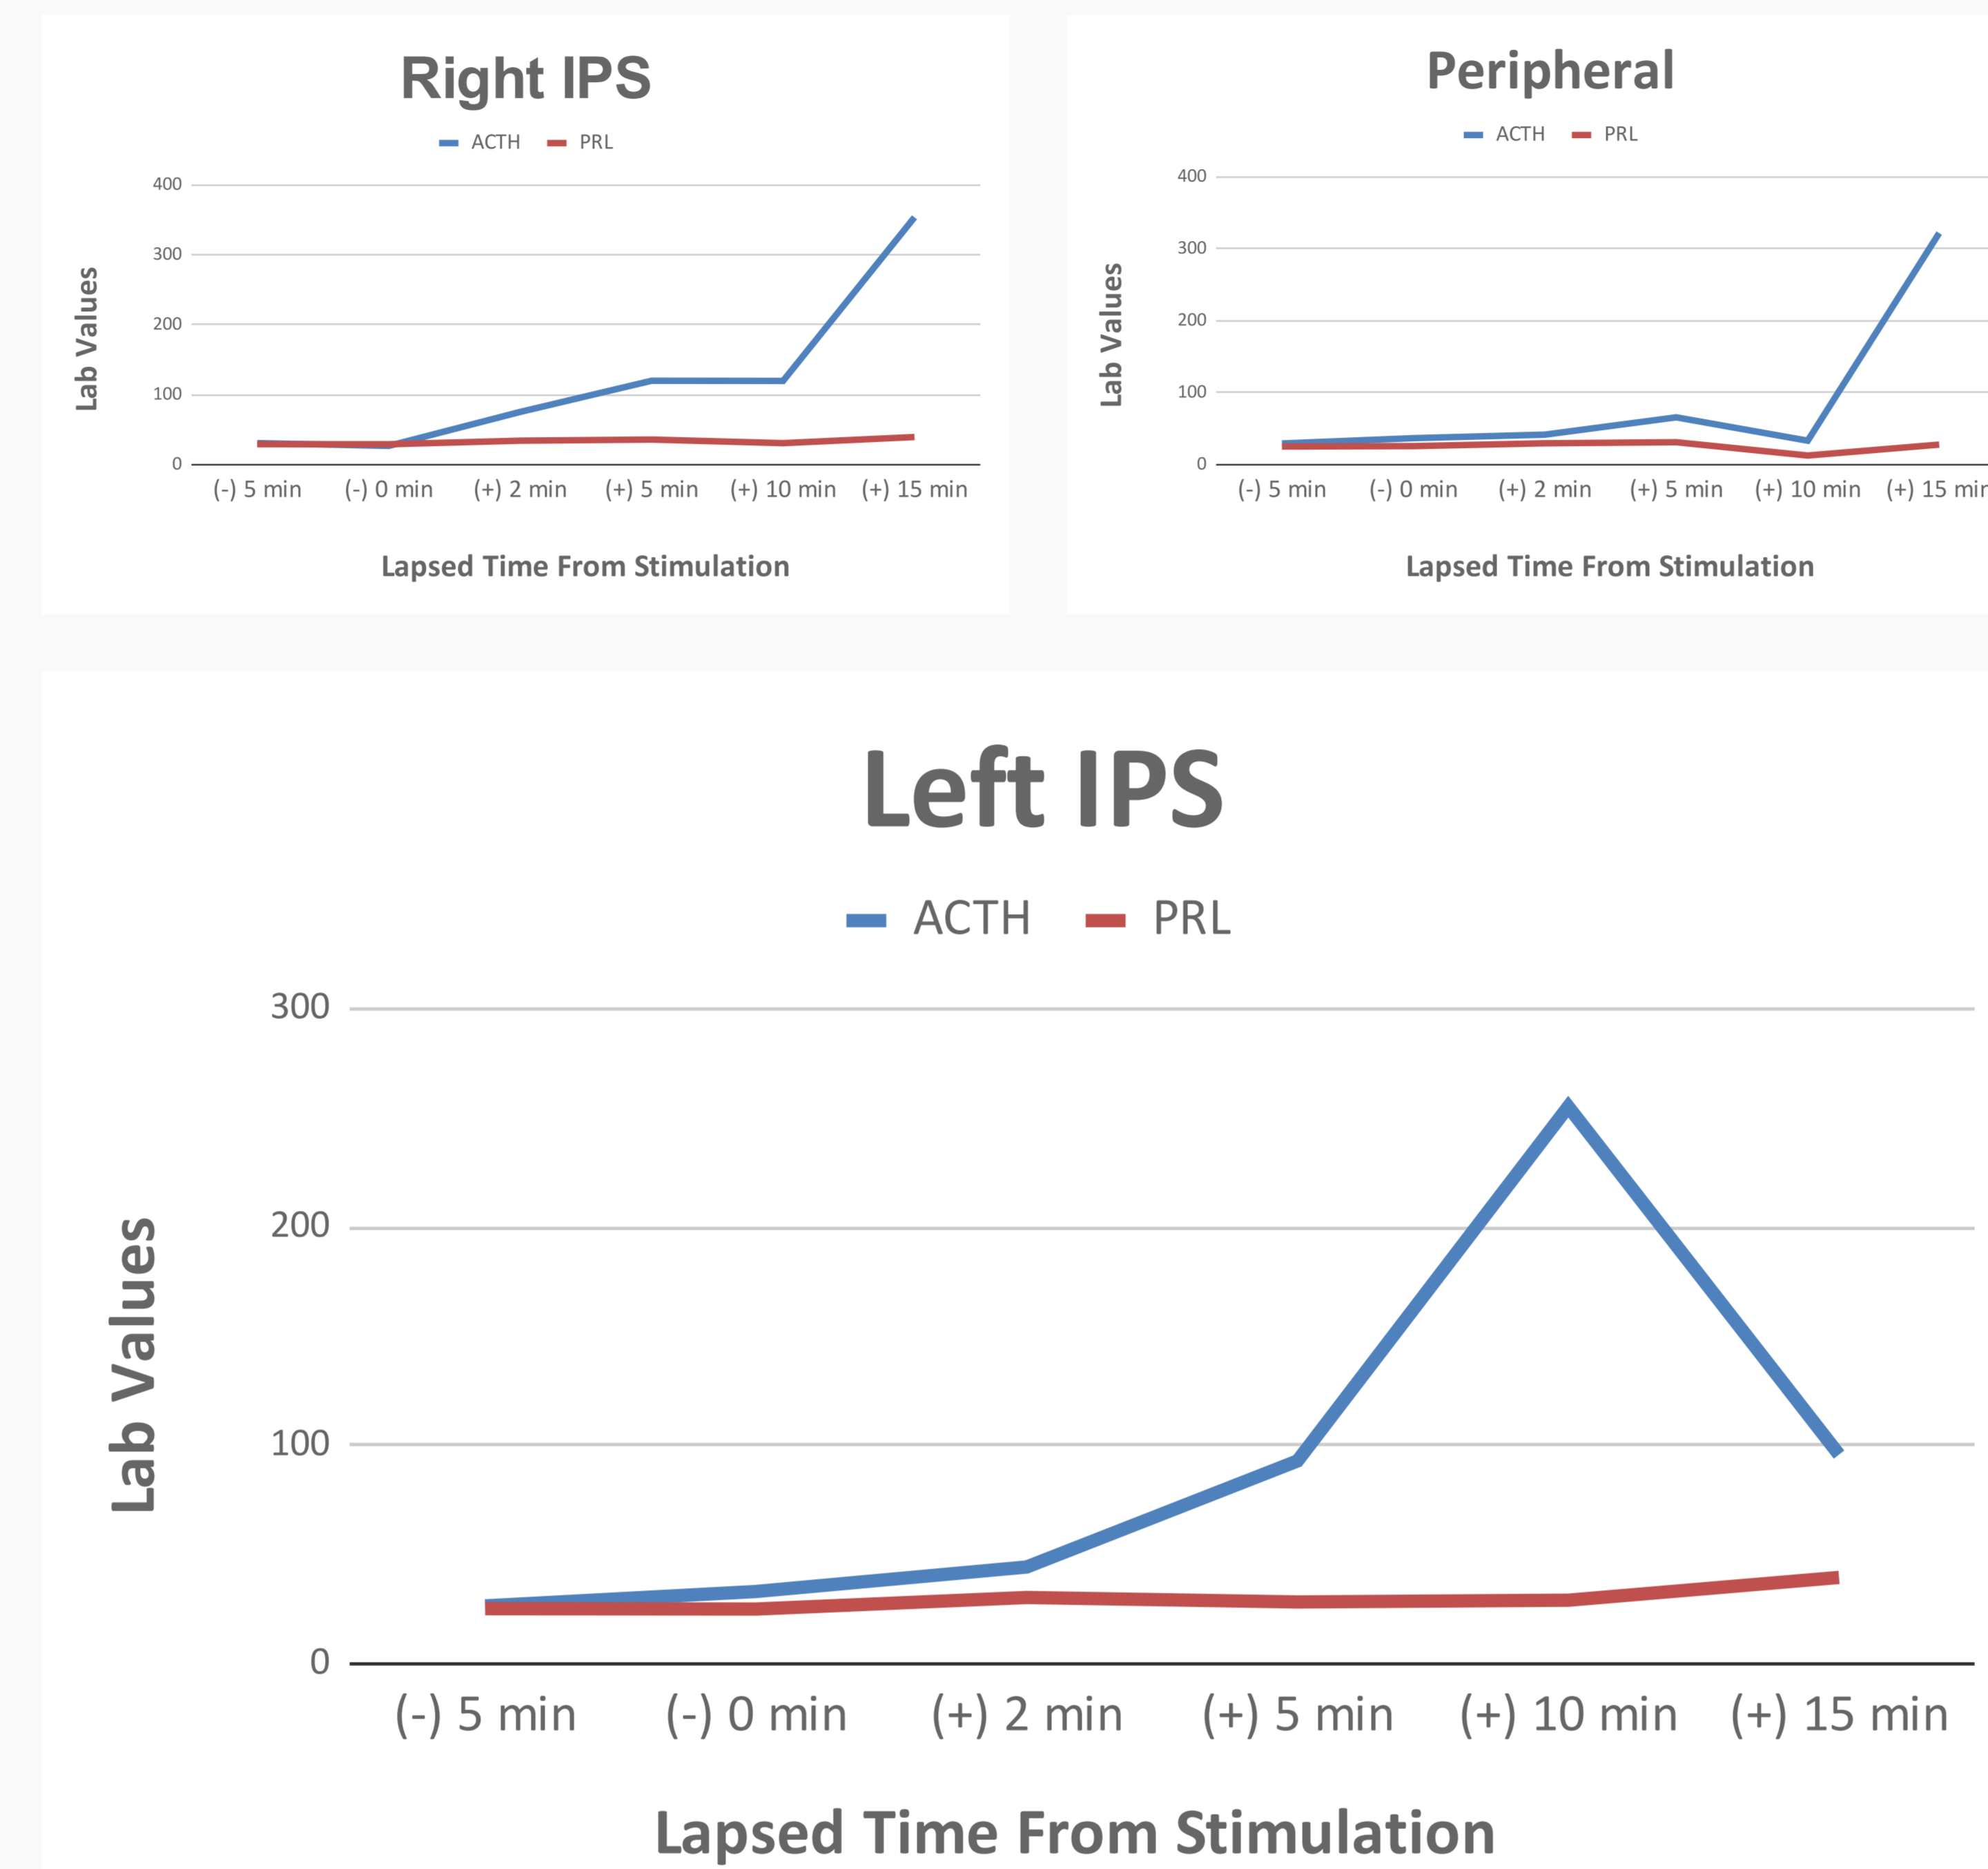 Right IPS
ACTH PRL
400
300
200
100
0
Lab Values
(-) 5 min (-) 0 min (+) 2 min (+) 5 min (+) 10 min (+) 15 min
Lapsed Time From Stimulation
Peripheral
ACTH PRL
400
300
200
100
0
Lab Values
(-) 5 min (-) 0 min (+) 2 min (+) 5 min (+) 10 min (+) 15 min
Lapsed Time From Stimulation
Left IPS
ACTH PRL
300
200
100
0
Lab Values
(-) 5 min (-) 0 min (+) 2 min (+) 5 min (+) 10 min (+) 15 min
Lapsed Time From Stimulation